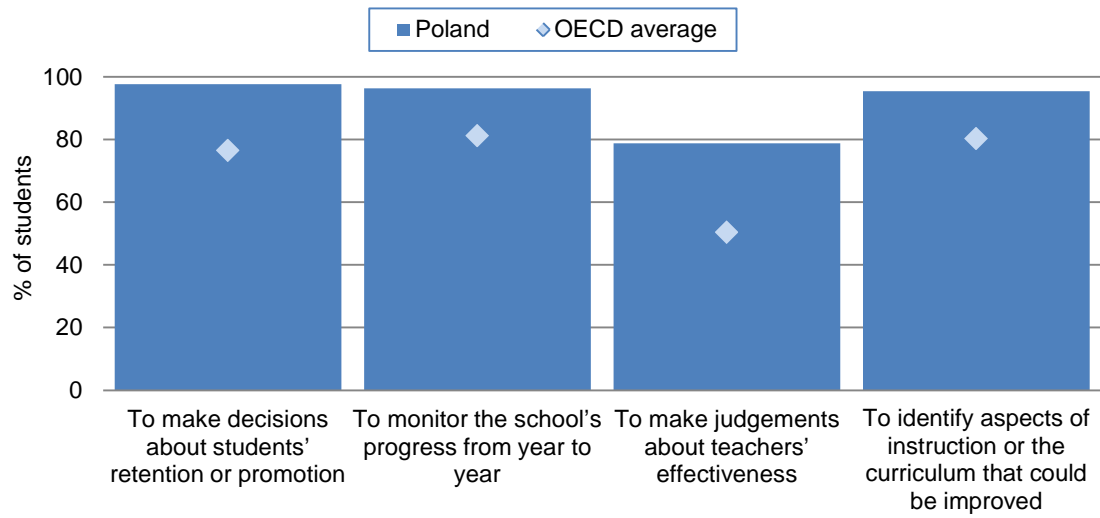 Poland OECD average
100
80
60
40
20
0
% of students
To make decisions
about students’
retention or promotion
To monitor the school’s
progress from year to
year
To make judgements
about teachers’
effectiveness
To identify aspects of
instruction or the
curriculum that could
be improved